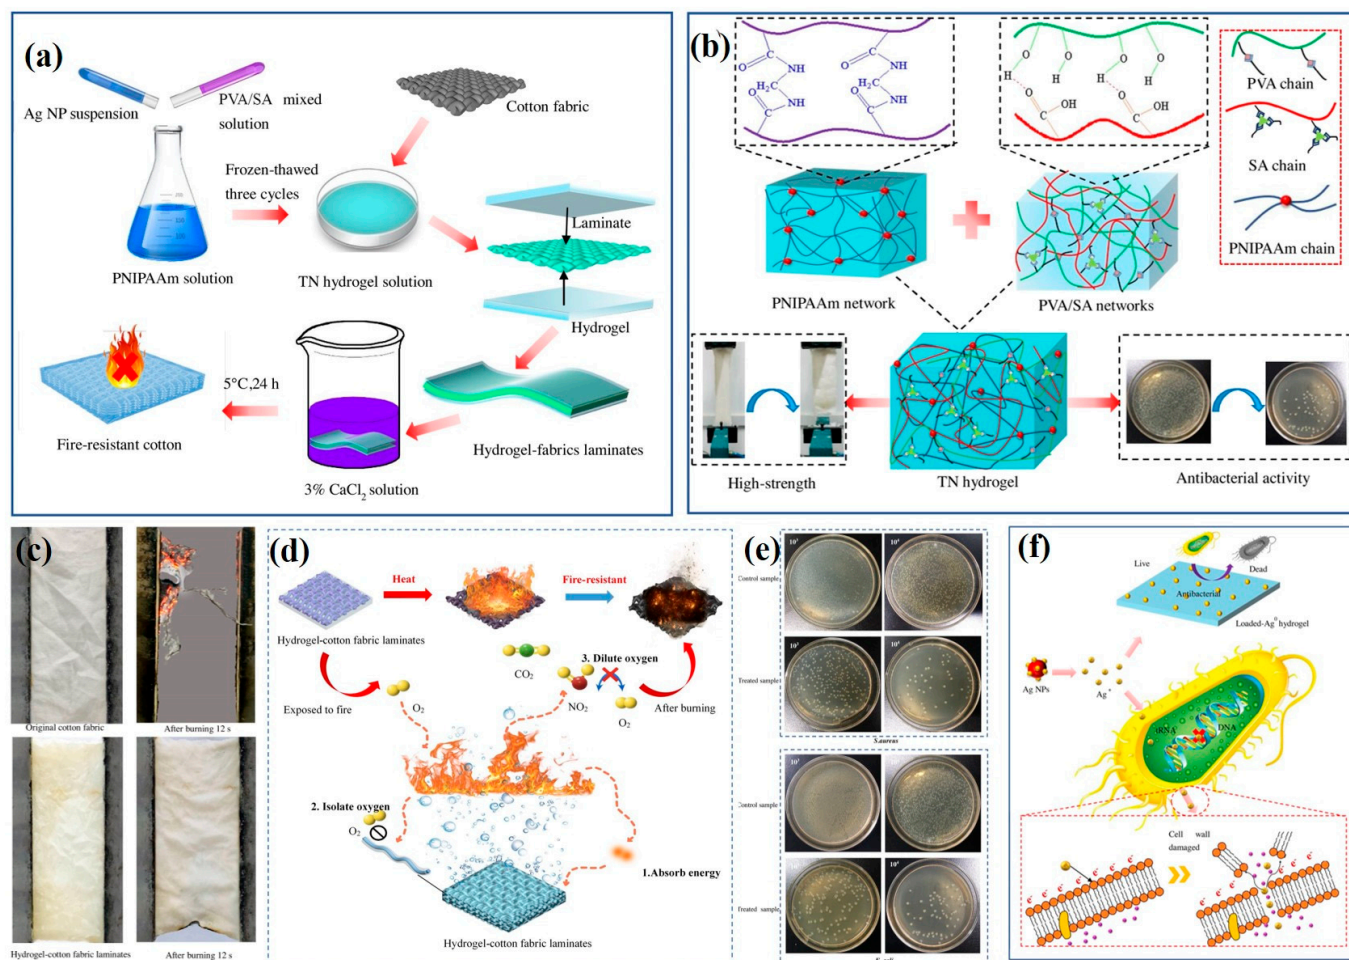 (a)
Ag NP suspension
PVA/SA mixed
solution
Cotton fabric
Frozen-thawed
three cycles
PNIPAAm solution
TN hydrogel solution
Laminate
Hydrogel
Fire-resistant cotton
5°C,24 h
3% CaCl₂ solution
Hydrogel-fabrics laminates
(b)
O
NH
H₂C
O
NH
O
NH
H₂C
O
NH
O
H
O
H
O
H
O
H
O
C
OH
O
C
OH
PVA chain
SA chain
PNIPAAm chain
PNIPAAm network
PVA/SA networks
High-strength
TN hydrogel
Antibacterial activity
(c)
Original cotton fabric
After burning 12 s
Hydrogel-cotton fabric laminates
After burning 12 s
(d)
Heat
Fire-resistant
Hydrogel-cotton fabric laminates
Exposed to fire
O₂
CO₂
NO₂
3. Dilute oxygen
O₂
After burning
2. Isolate oxygen
O₂
1.Absorb energy
Hydrogel-cotton fabric laminates
(e)
Control sample
Treated sample
S.aureus
Control sample
Treated sample
(f)
Live
Dead
Antibacterial
Loaded-Ag⁰ hydrogel
Ag NPs
Ag⁺
tRNA
DNA
Cell wall
damaged